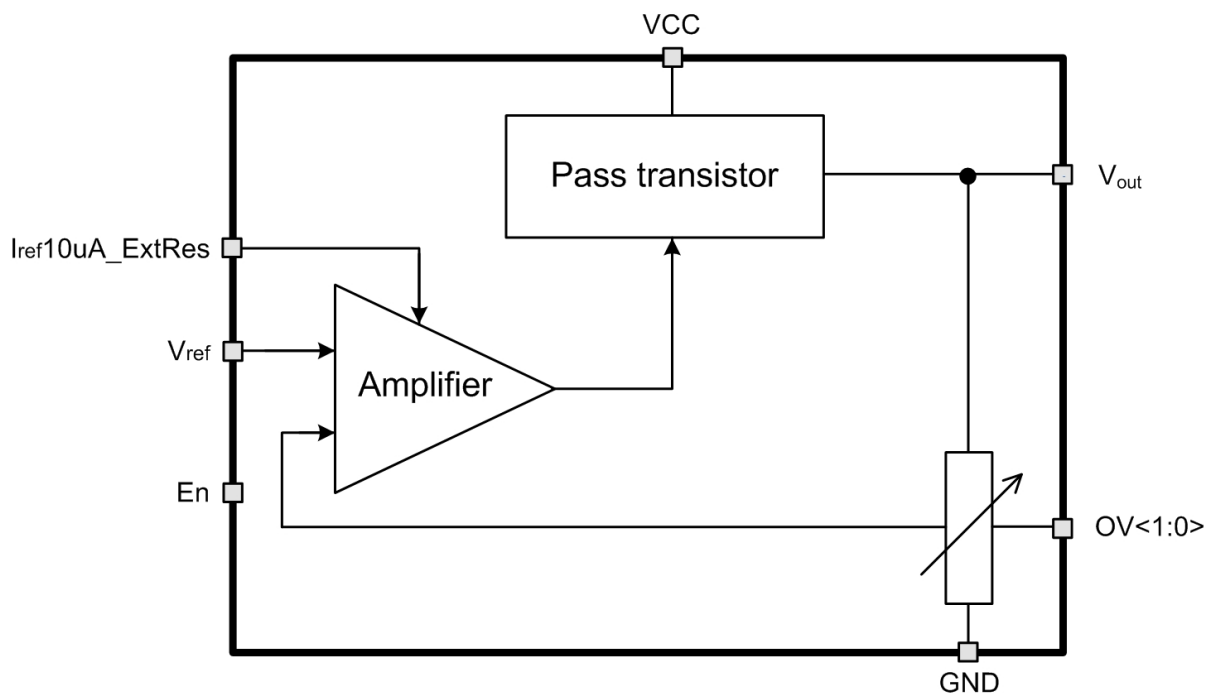 VCC
Pass transistor
Vout
Iref10uA_ExtRes
Vref
Amplifier
En
OV<1:0>
GND